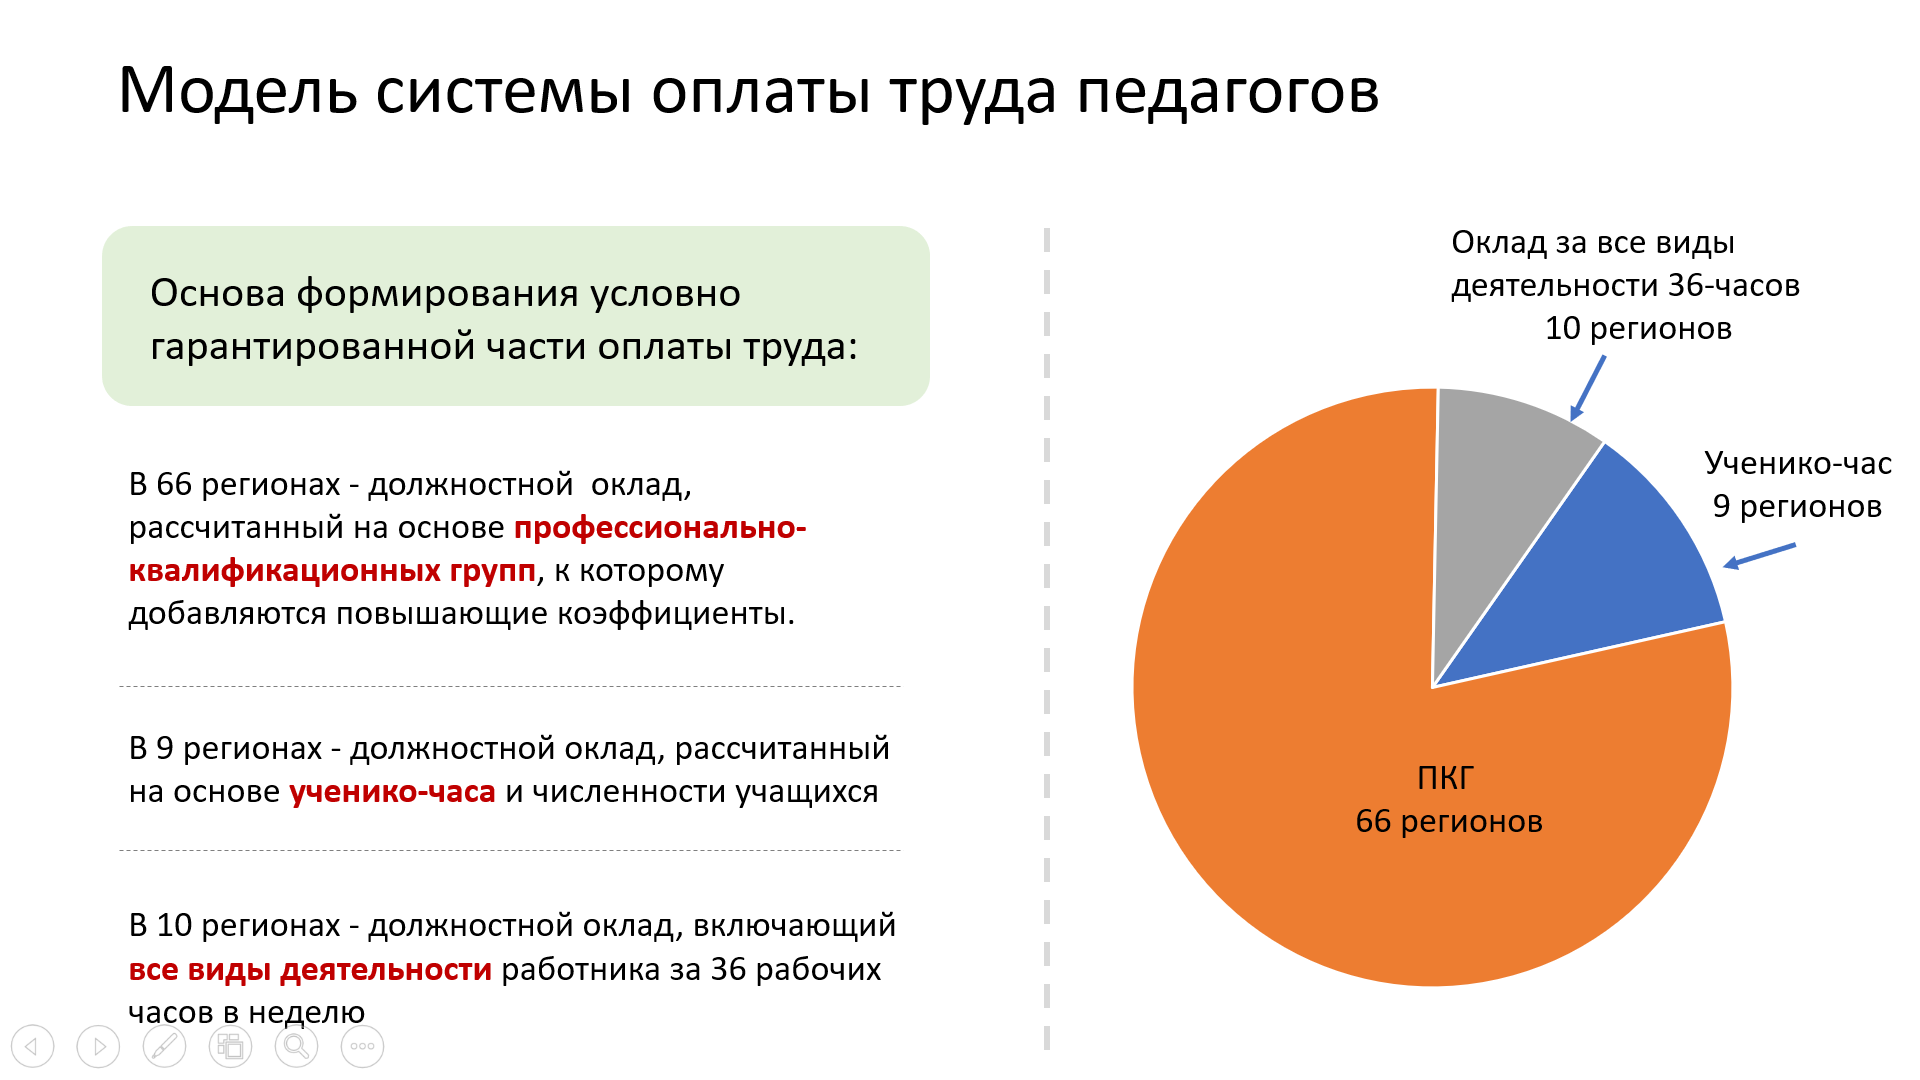 Модель системы оплаты труда педагогов
Основа формирования условно
гарантированной части оплаты труда:
В 66 регионах - должностной  оклад,
рассчитанный на основе профессионально-
квалификационных групп, к которому
добавляются повышающие коэффициенты.
В 9 регионах - должностной оклад, рассчитанный
на основе ученико-часа и численности учащихся
В 10 регионах - должностной оклад, включающий
все виды деятельности работника за 36 рабочих
часов в неделю
Оклад за все виды
деятельности 36-часов
10 регионов
Ученико-час
9 регионов
ПКГ
66 регионов